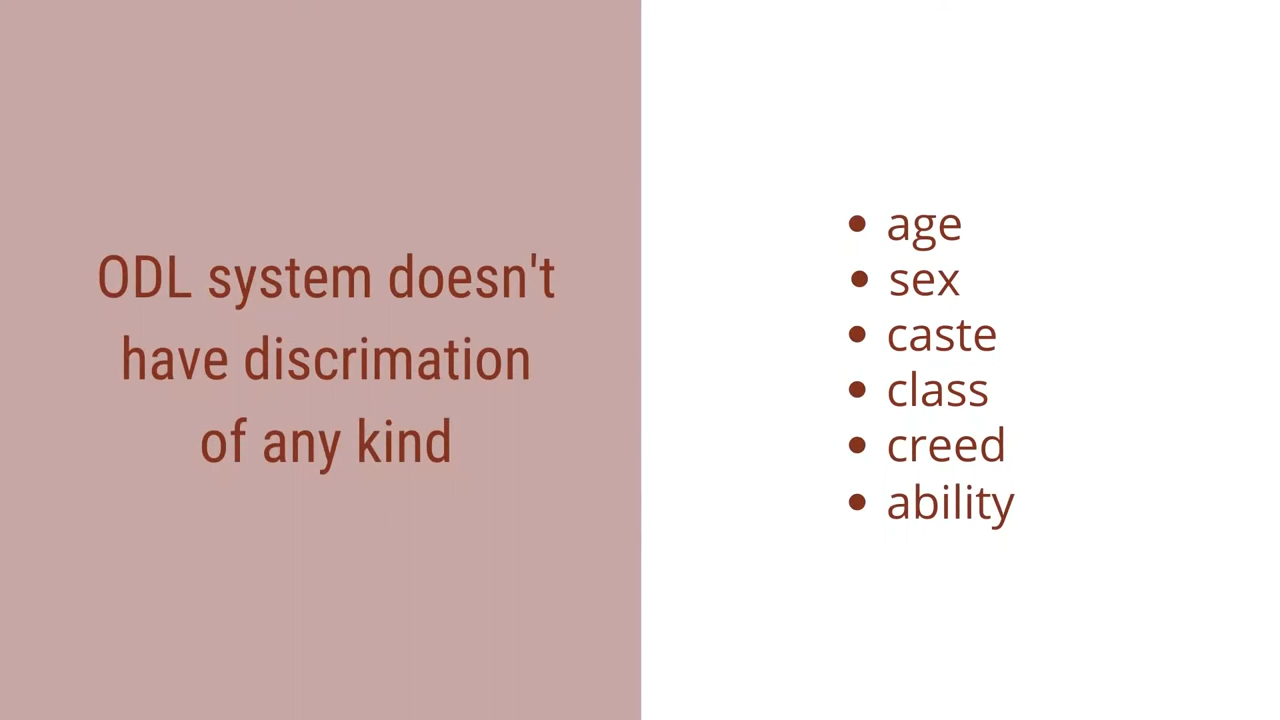 ODL system doesn't
have discrimation
of any kind
• age
• sex
• caste
• class
• creed
• ability